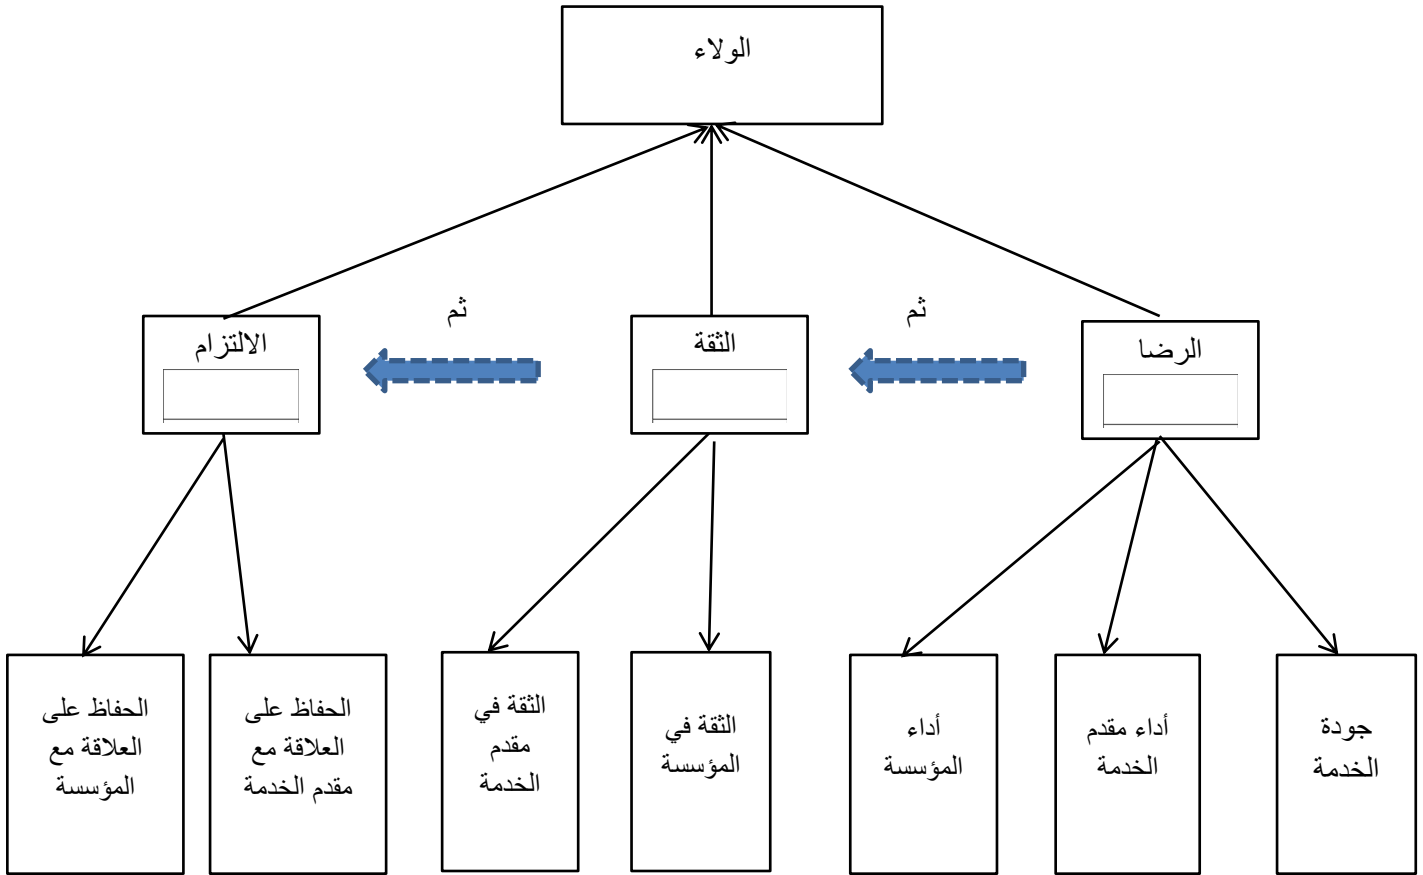 الولاء
ثم
ثم
الرضا
الثقة
الالتزام
جودة
الخدمة
أداء مقدم
الخدمة
أداء
المؤسسة
الثقة في
المؤسسة
الثقة في
مقدم
الخدمة
الحفاظ على
العلاقة مع
مقدم الخدمة
الحفاظ على
العلاقة مع
المؤسسة